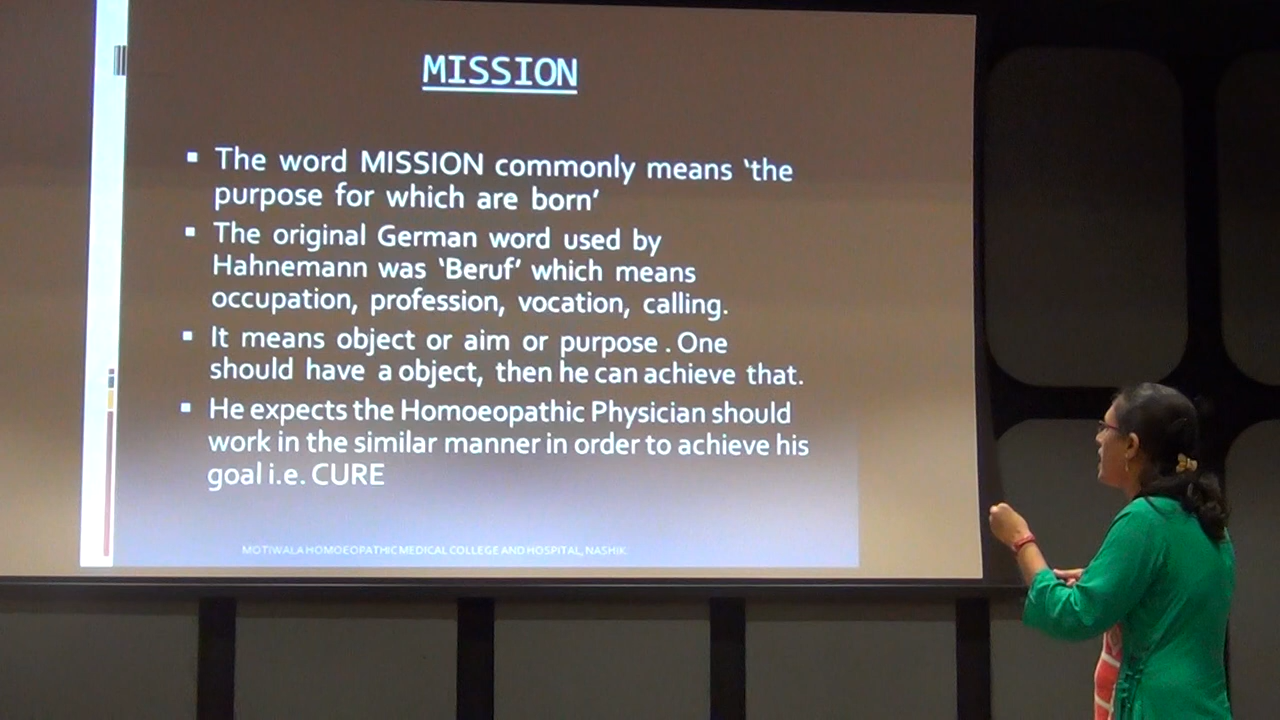 MISSION
▪ The word MISSION commonly means ‘the
purpose for which are born’
▪ The original German word used by
Hahnemann was ‘Beruf’ which means
occupation, profession, vocation, calling.
▪ It means object or aim or purpose . One
should have a object, then he can achieve that.
▪ He expects the Homoeopathic Physician should
work in the similar manner in order to achieve his
goal i.e. CURE
MOTIWALA HOMOEOPATHIC MEDICAL COLLEGE AND HOSPITAL, NASHIK